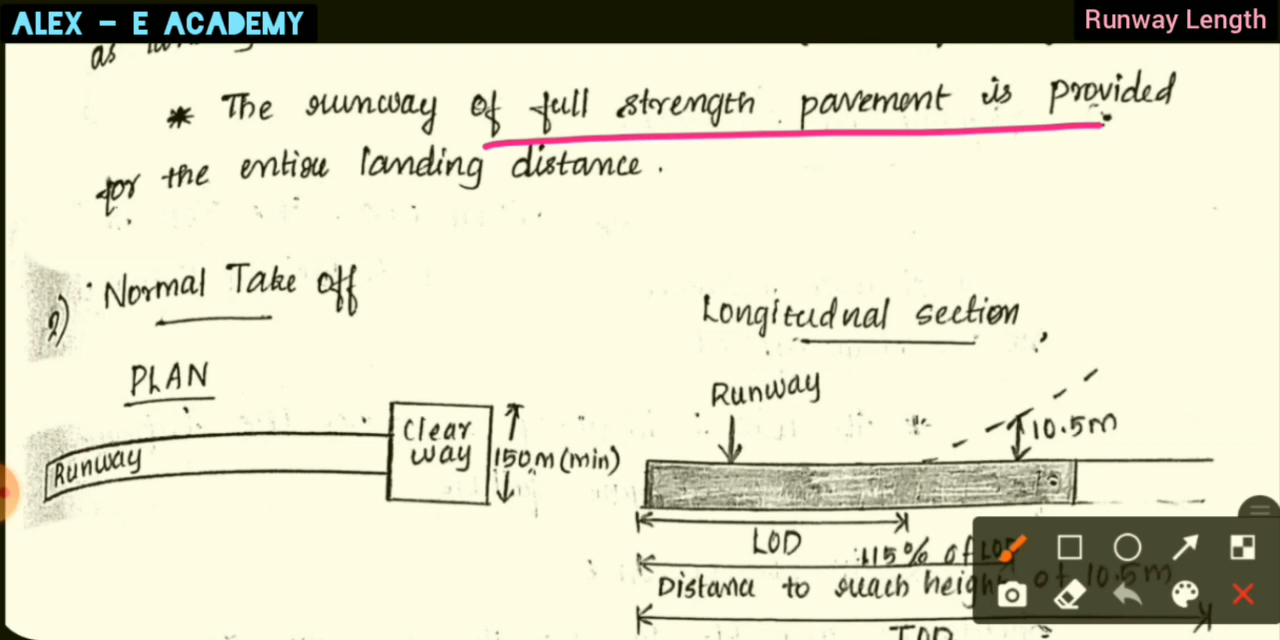 ALEX - E ACADEMY
Runway Length
as
* The runway of full strength pavement is provided
for the entire landing distance.
2) Normal Take off
Longitudnal section
PLAN
Runway
Clear
way
Runway
150m (min)
10.5m
LOD
115% of LOD
Distance to reach height of 10.5m